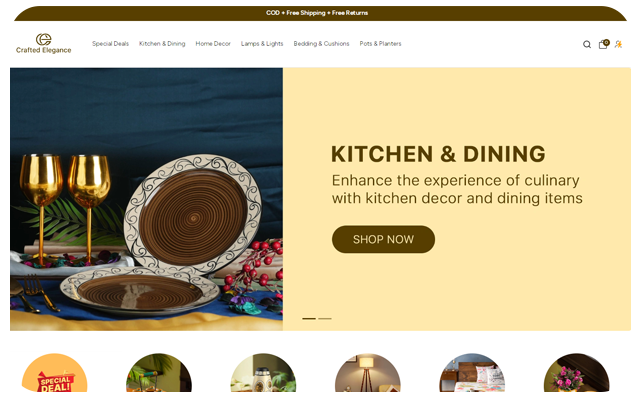 COD + Free Shipping + Free Returns
Crafted Elegance
Special Deals
Kitchen & Dining
Home Decor
Lamps & Lights
Bedding & Cushions
Pots & Planters
0
KITCHEN & DINING
Enhance the experience of culinary
with kitchen decor and dining items
SHOP NOW
SPECIAL
DEAL!